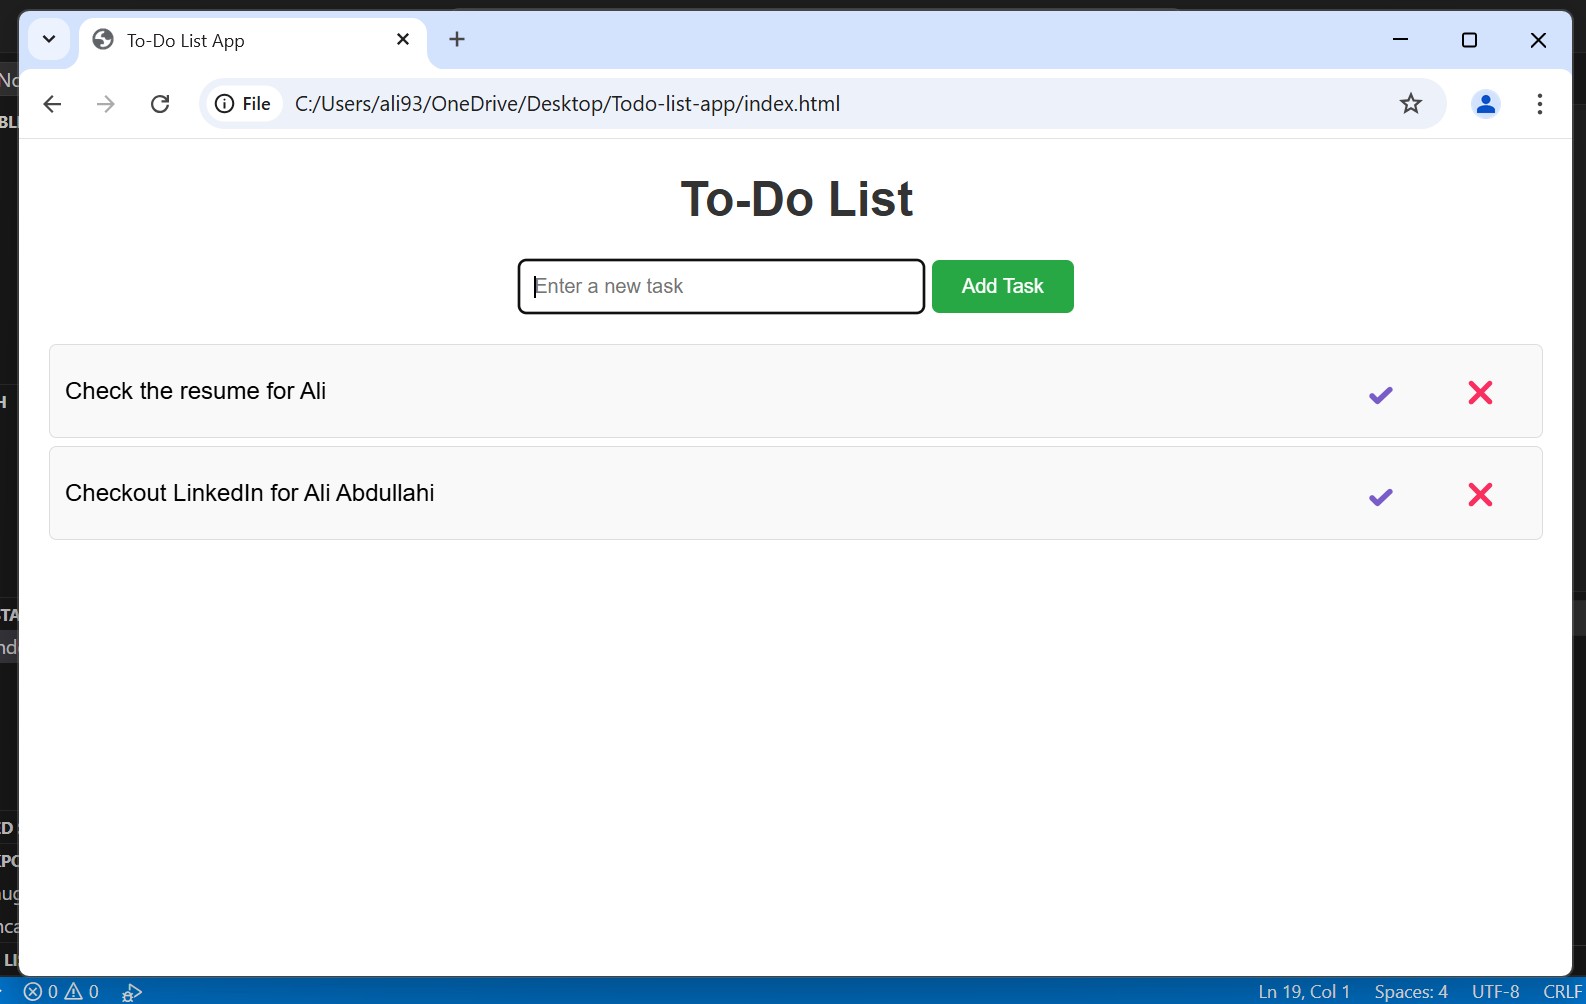 To-Do List App
File C:/Users/ali93/OneDrive/Desktop/Todo-list-app/index.html
To-Do List
Enter a new task Add Task
Check the resume for Ali
Checkout LinkedIn for Ali Abdullahi
0 0 Ln 19, Col 1 Spaces: 4 UTF-8 CRLF